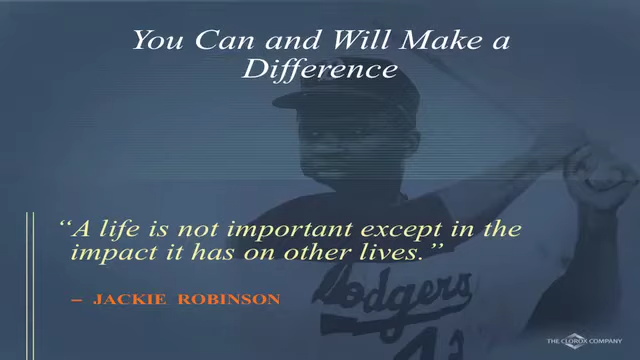 You Can and Will Make a
Difference
“A life is not important except in the
impact it has on other lives.”
– JACKIE ROBINSON
Dodgers
42
THE CLOROX COMPANY